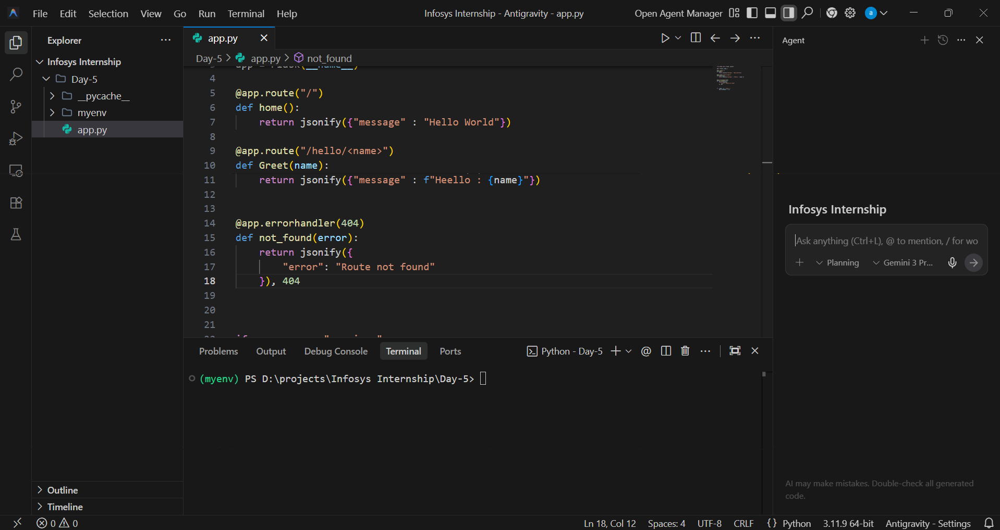 File Edit Selection View Go Run Terminal Help
Infosys Internship - Antigravity - app.py
Open Agent Manager
a
Explorer
Infosys Internship
Day-5
__pycache__
myenv
app.py
Outline
Timeline
app.py
Day-5 > app.py > not_found
4
5 @app.route("/")
6 def home():
7 return jsonify({"message" : "Hello World"})
8
9 @app.route("/hello/<name>")
10 def Greet(name):
11 return jsonify({"message" : f"Heello : {name}"})
12
13
14 @app.errorhandler(404)
15 def not_found(error):
16 return jsonify({
17 "error": "Route not found"
18 }), 404
19
20
21
Problems Output Debug Console Terminal Ports
Python - Day-5
(myenv) PS D:\projects\Infosys Internship\Day-5>
Agent
Infosys Internship
Ask anything (Ctrl+L), @ to mention, / for wo
Planning
Gemini 3 Pr...
AI may make mistakes. Double-check all generated
code.
0 0
Ln 18, Col 12 Spaces: 4 UTF-8 CRLF {} Python 3.11.9 64-bit Antigravity - Settings